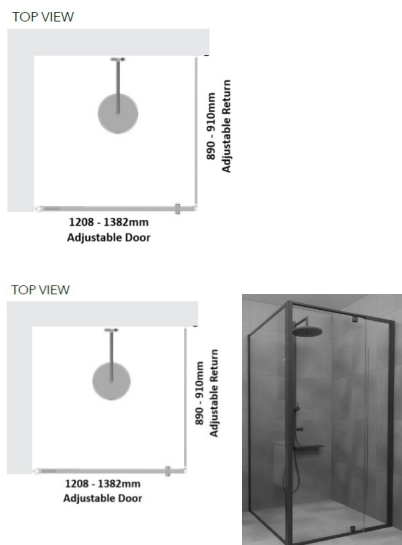 TOP VIEW
890 - 910mm
Adjustable Return
1208 - 1382mm
Adjustable Door
TOP VIEW
890 - 910mm
Adjustable Return
1208 - 1382mm
Adjustable Door